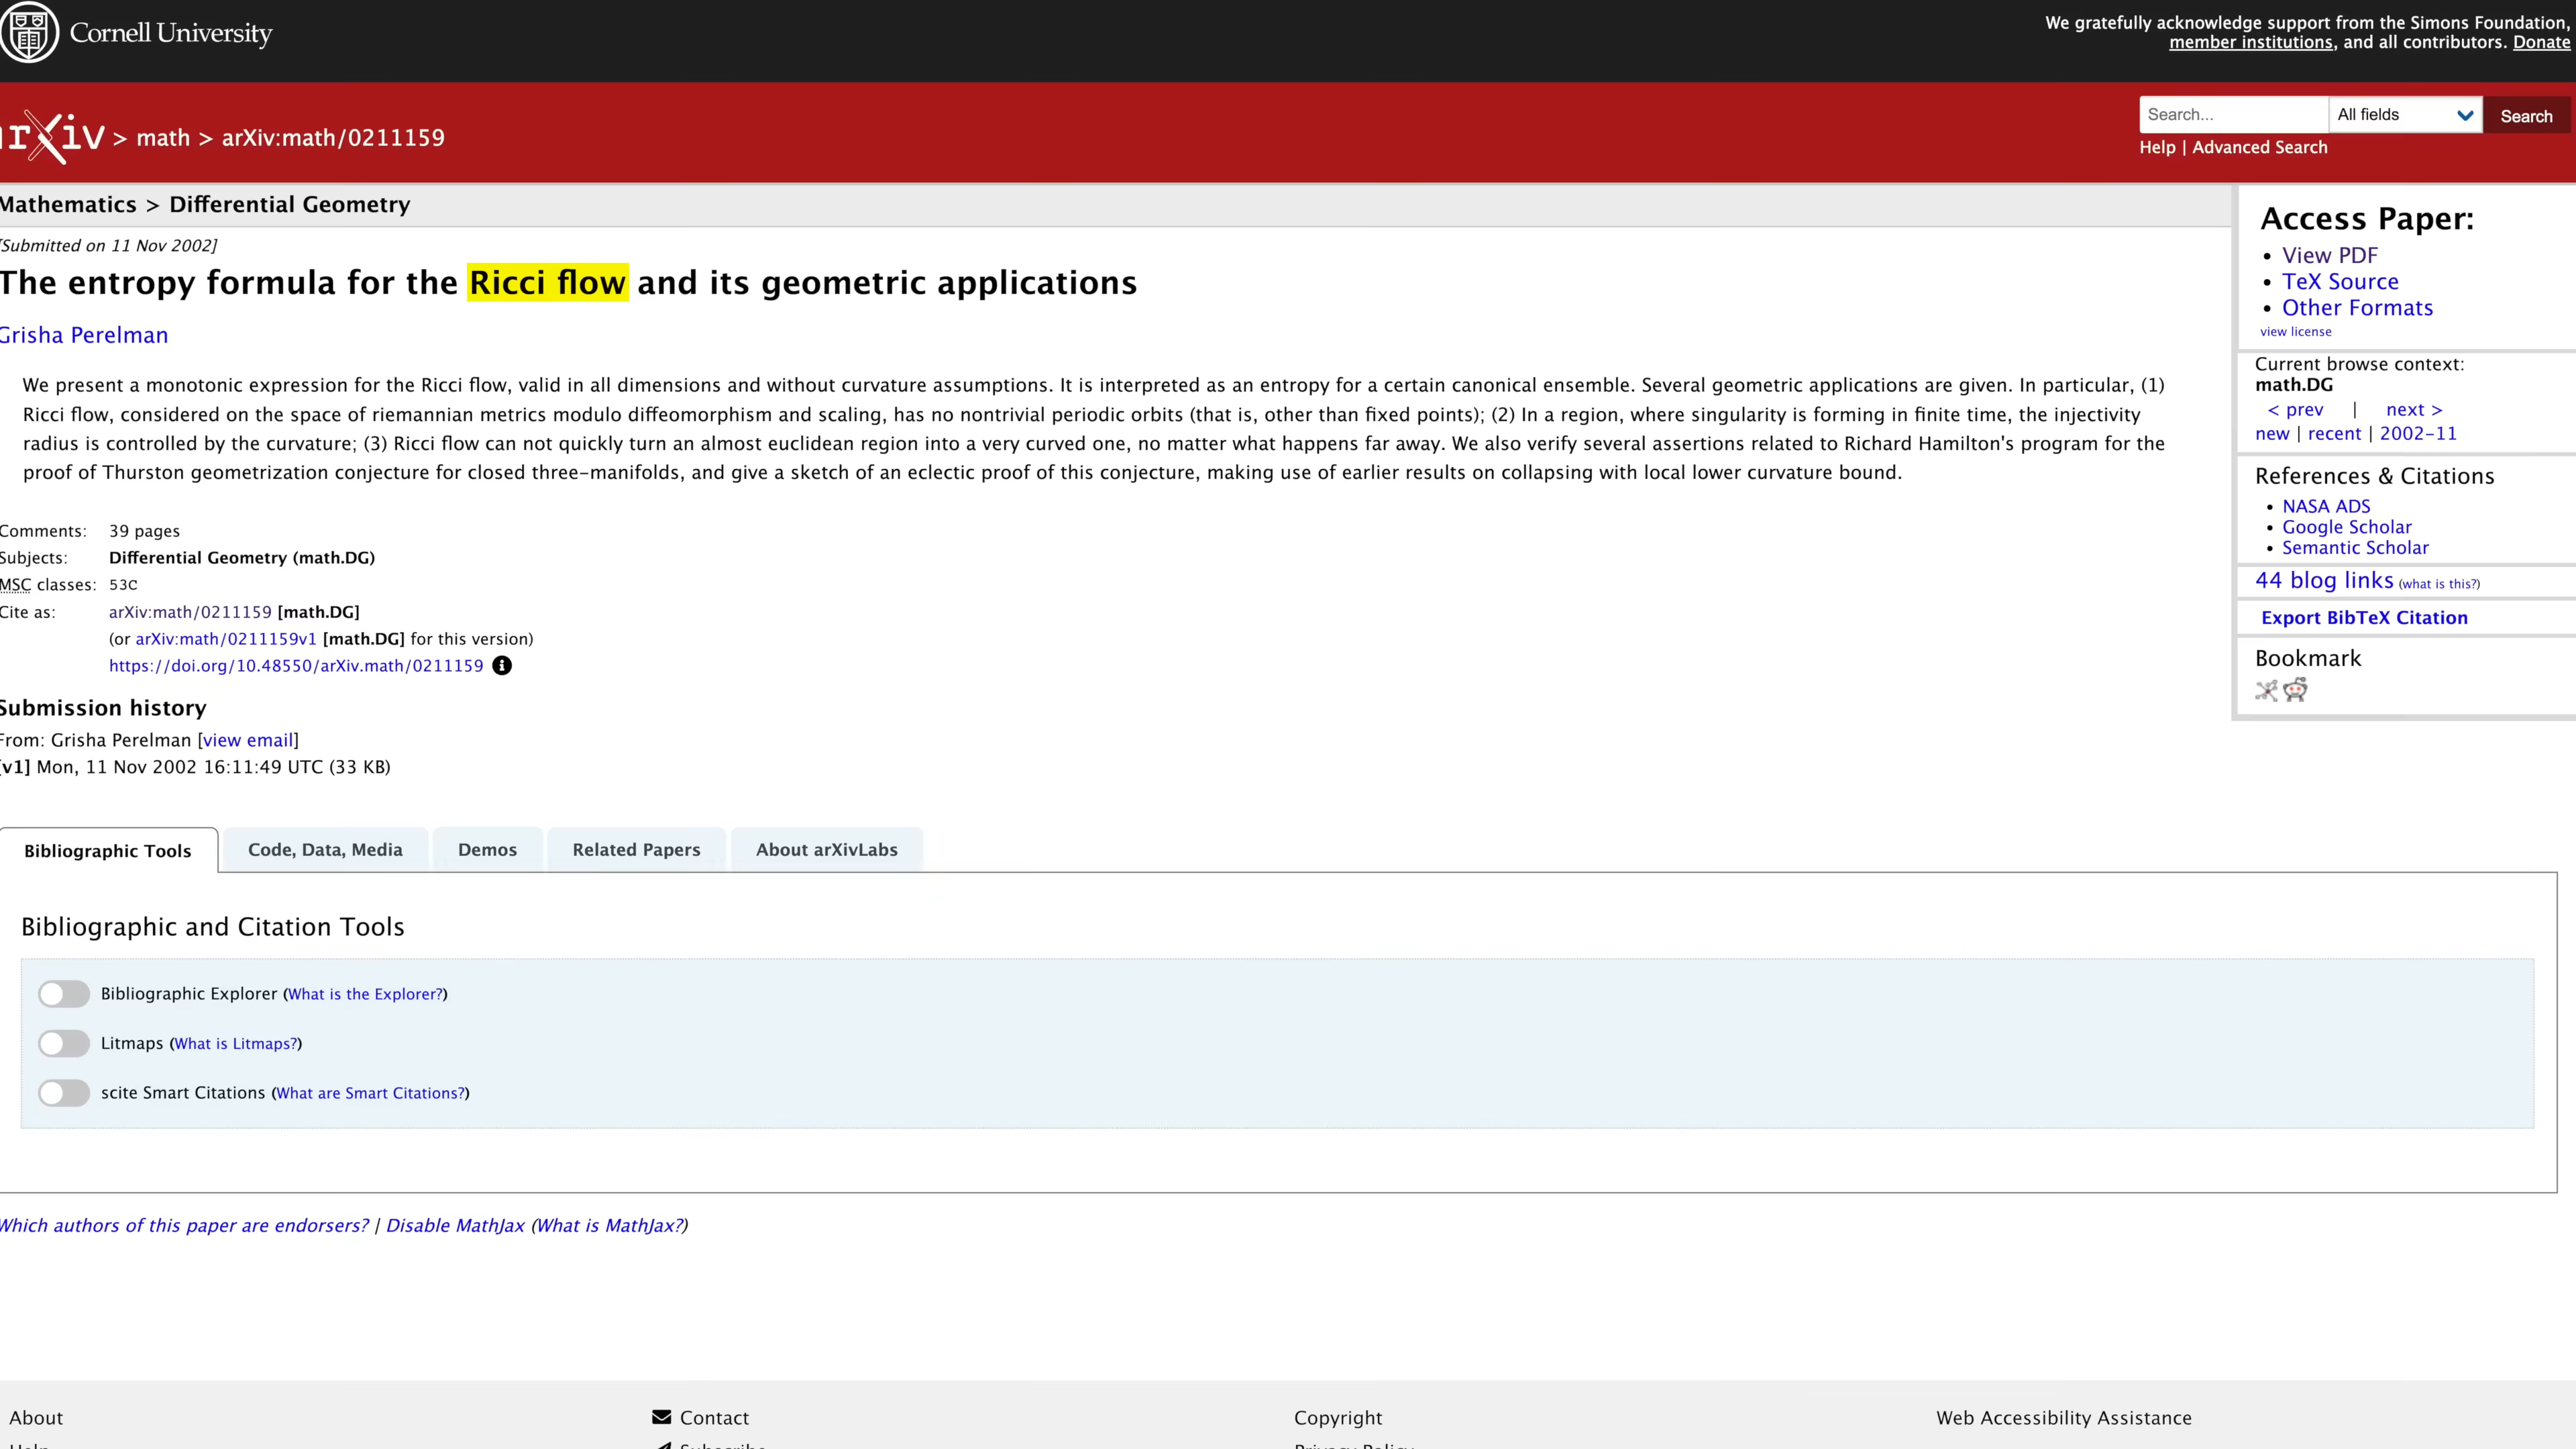 Cornell University
We gratefully acknowledge support from the Simons Foundation,
member institutions, and all contributors. Donate
arXiv > math > arXiv:math/0211159
Search... All fields Search
Help | Advanced Search
Mathematics > Differential Geometry
[Submitted on 11 Nov 2002]
The entropy formula for the Ricci flow and its geometric applications
Grisha Perelman
We present a monotonic expression for the Ricci flow, valid in all dimensions and without curvature assumptions. It is interpreted as an entropy for a certain canonical ensemble. Several geometric applications are given. In particular, (1)
Ricci flow, considered on the space of riemannian metrics modulo diffeomorphism and scaling, has no nontrivial periodic orbits (that is, other than fixed points); (2) In a region, where singularity is forming in finite time, the injectivity
radius is controlled by the curvature; (3) Ricci flow can not quickly turn an almost euclidean region into a very curved one, no matter what happens far away. We also verify several assertions related to Richard Hamilton's program for the
proof of Thurston geometrization conjecture for closed three-manifolds, and give a sketch of an eclectic proof of this conjecture, making use of earlier results on collapsing with local lower curvature bound.
Comments: 39 pages
Subjects: Differential Geometry (math.DG)
MSC classes: 53C
Cite as: arXiv:math/0211159 [math.DG]
(or arXiv:math/0211159v1 [math.DG] for this version)
https://doi.org/10.48550/arXiv.math/0211159
Submission history
From: Grisha Perelman [view email]
[v1] Mon, 11 Nov 2002 16:11:49 UTC (33 KB)
Access Paper:
View PDF
TeX Source
Other Formats
view license
Current browse context:
math.DG
< prev | next >
new | recent | 2002-11
References & Citations
NASA ADS
Google Scholar
Semantic Scholar
44 blog links (what is this?)
Export BibTeX Citation
Bookmark
Bibliographic Tools
Code, Data, Media
Demos
Related Papers
About arXivLabs
Bibliographic and Citation Tools
Bibliographic Explorer (What is the Explorer?)
Litmaps (What is Litmaps?)
scite Smart Citations (What are Smart Citations?)
Which authors of this paper are endorsers? | Disable MathJax (What is MathJax?)
About
Contact
Copyright
Web Accessibility Assistance